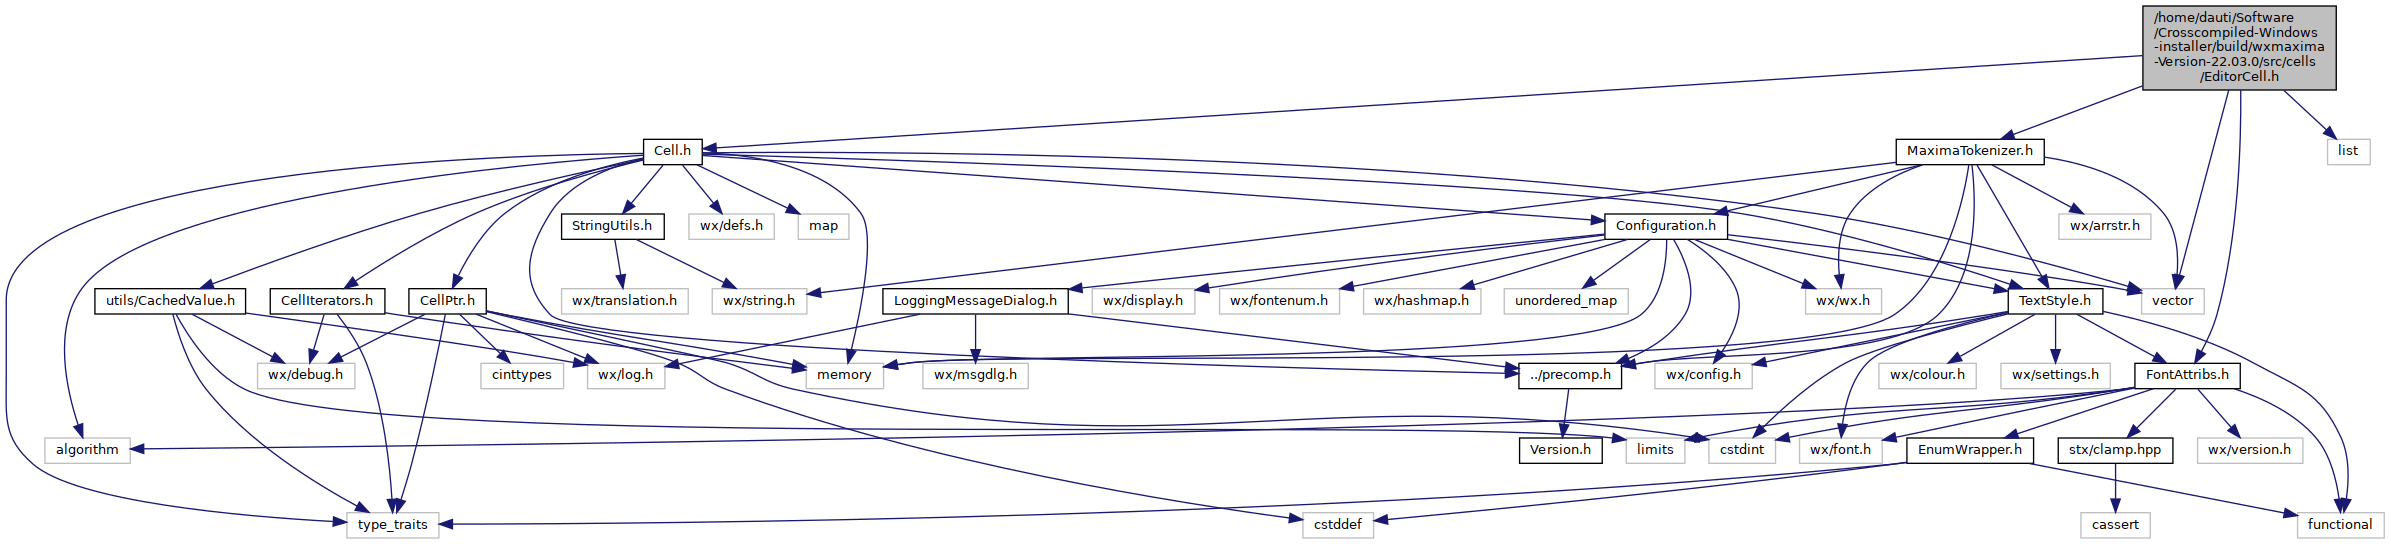 /home/dauti/Software
/Crosscompiled-Windows
-installer/build/wxmaxima
-Version-22.03.0/src/cells
/EditorCell.h
Cell.h
MaximaTokenizer.h
list
StringUtils.h
wx/defs.h
map
Configuration.h
wx/arrstr.h
utils/CachedValue.h
CellIterators.h
CellPtr.h
wx/translation.h
wx/string.h
LoggingMessageDialog.h
wx/display.h
wx/fontenum.h
wx/hashmap.h
unordered_map
wx/wx.h
TextStyle.h
vector
wx/debug.h
cinttypes
wx/log.h
memory
wx/msgdlg.h
../precomp.h
wx/config.h
wx/colour.h
wx/settings.h
FontAttribs.h
algorithm
Version.h
limits
cstdint
wx/font.h
EnumWrapper.h
stx/clamp.hpp
wx/version.h
type_traits
cstddef
cassert
functional